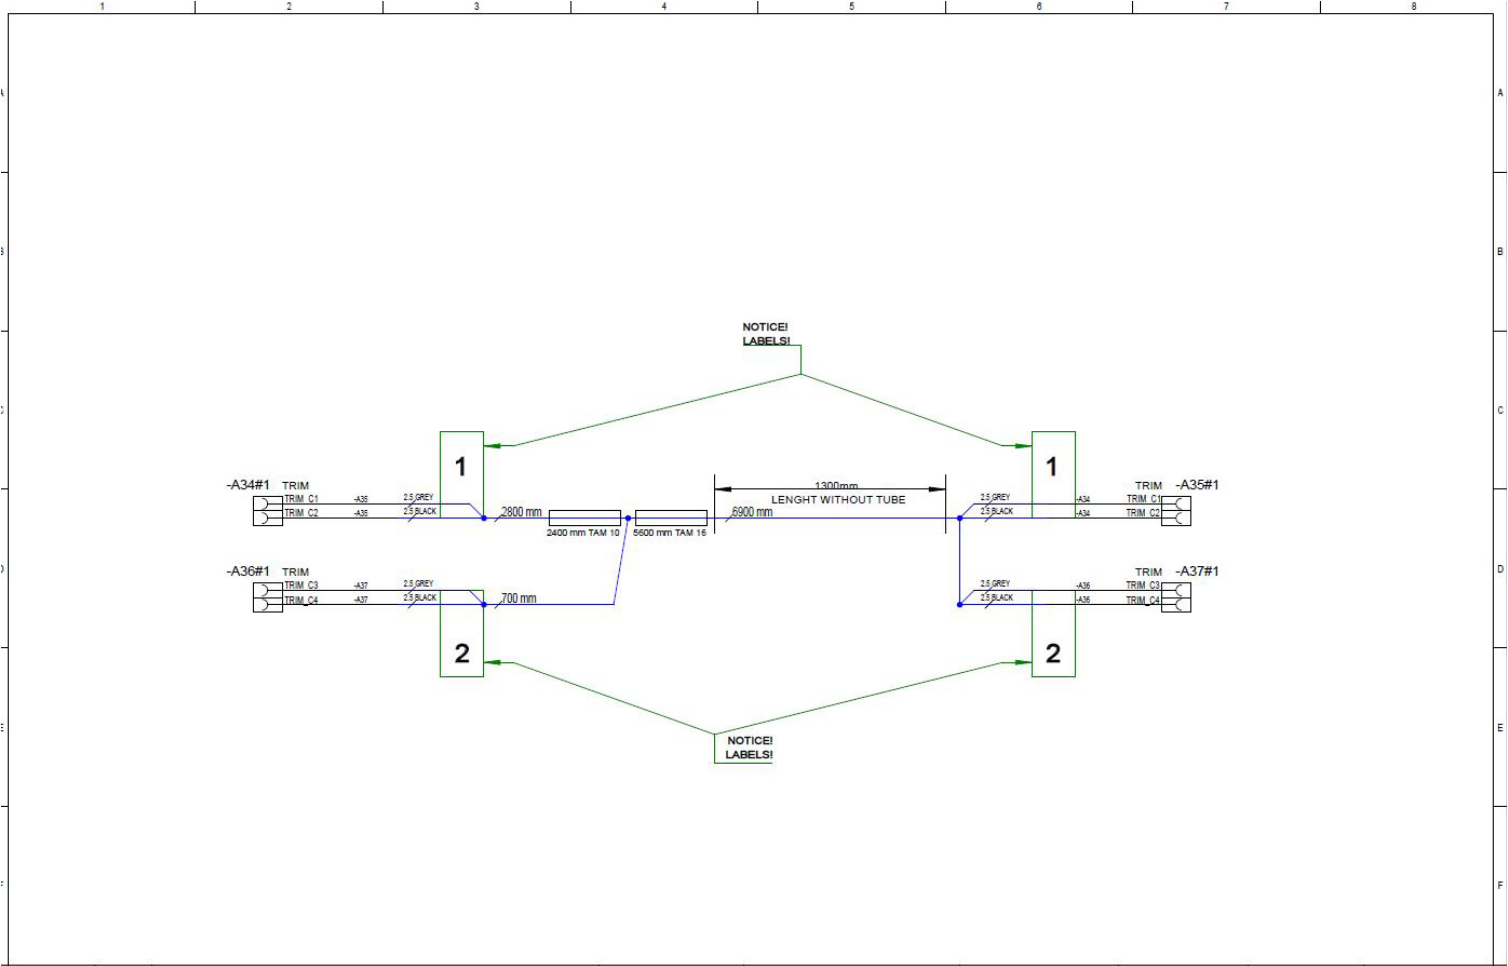 1 2 3 4 5 6 7 8
A A
B
NOTICE!
LABELS!
C
1 1
-A34#1 TRIM
TRIM_C1 -A35 2.5 GREY
TRIM_C2 -A35 2.5 BLACK
2800 mm
2400 mm TAM 10
5600 mm TAM 16
1300mm
LENGHT WITHOUT TUBE
6900 mm
TRIM -A35#1
2.5 GREY -A34 TRIM_C1
2.5 BLACK -A34 TRIM_C2
D
-A36#1 TRIM
TRIM_C3 -A37 2.5 GREY
TRIM_C4 -A37 2.5 BLACK
700 mm
TRIM -A37#1
2.5 GREY -A36 TRIM_C3
2.5 BLACK -A36 TRIM_C4
2 2
E
NOTICE!
LABELS!
F